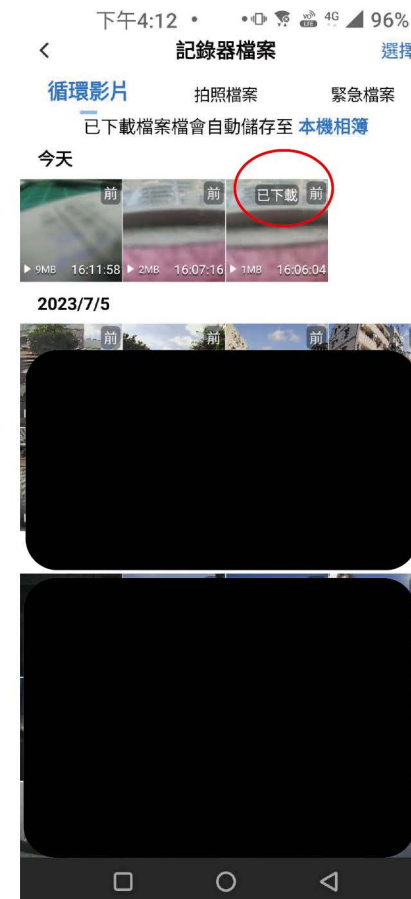 下午4:12 • • 4G 96%
記錄器檔案 選擇
循環影片 拍照檔案 緊急檔案
已下載檔案檔會自動儲存至 本機相簿
今天
前 前 已下載 前
9MB 16:11:58 2MB 16:07:16 1MB 16:06:04
2023/7/5
前 前 前